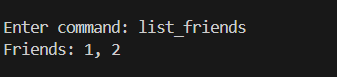 Enter command: list_friends
Friends: 1, 2